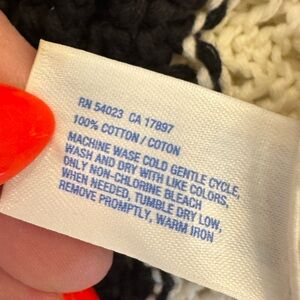 RN 54023 CA 17897
100% COTTON / COTON
MACHINE WASE COLD GENTLE CYCLE,
WASH AND DRY WITH LIKE COLORS,
ONLY NON-CHLORINE BLEACH
WHEN NEEDED, TUMBLE DRY LOW,
REMOVE PROMPTLY, WARM IRON